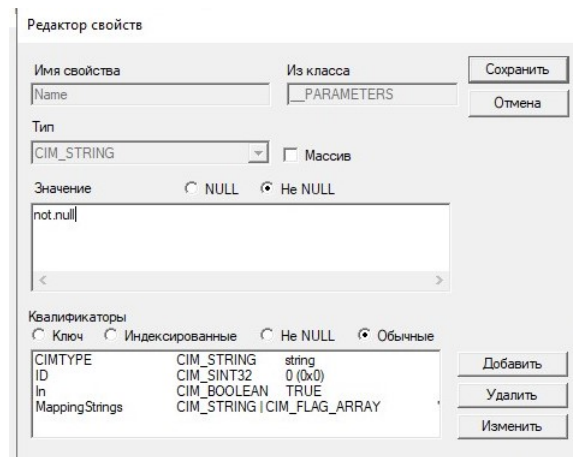 Редактор свойств
Имя свойства Из класса Сохранить
Name __PARAMETERS Отмена
Тип
CIM_STRING Массив
Значение NULL Не NULL
not.null
Квалификаторы
Ключ Индексированные Не NULL Обычные
CIMTYPE CIM_STRING string Добавить
ID CIM_SINT32 0 (0x0)
In CIM_BOOLEAN TRUE Удалить
MappingStrings CIM_STRING | CIM_FLAG_ARRAY "
Изменить